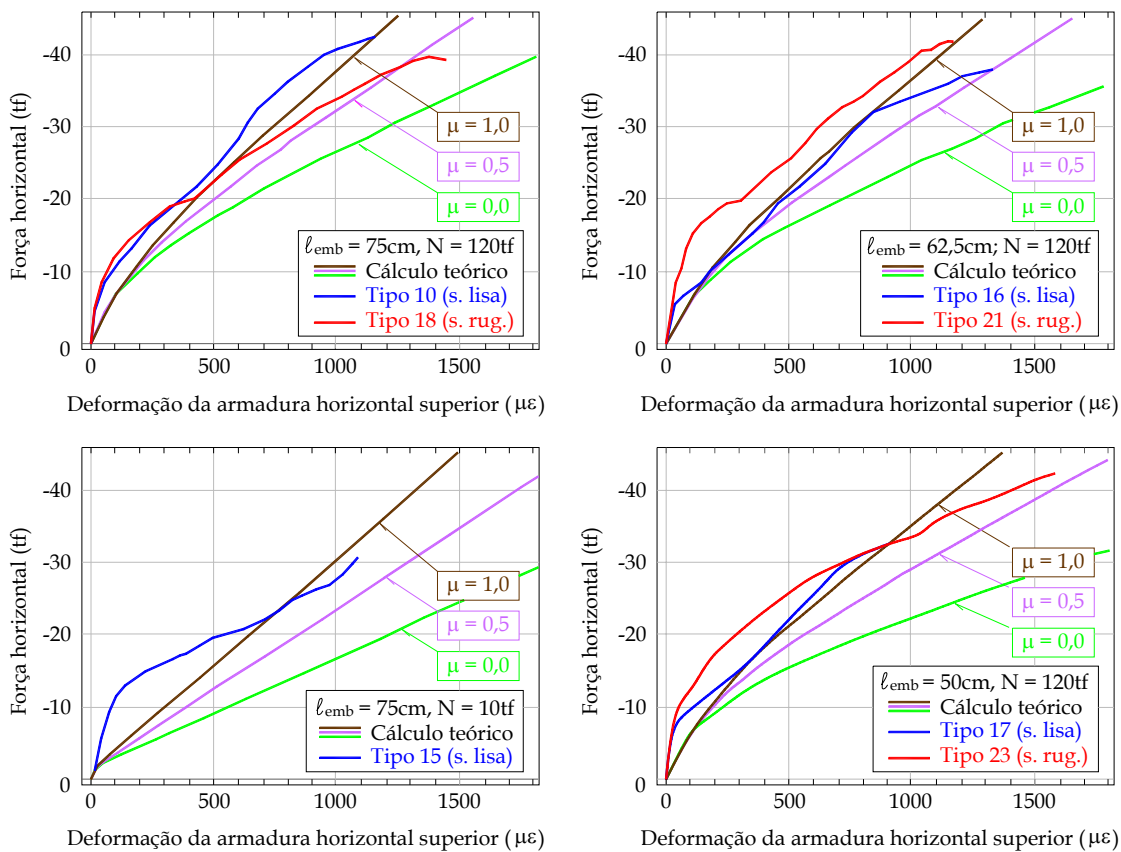 Força horizontal (tf)
-40
-30
-20
-10
0
0
500
1000
1500
μ = 1,0
μ = 0,5
μ = 0,0
ℓemb = 75cm, N = 120tf
Cálculo teórico
Tipo 10 (s. lisa)
Tipo 18 (s. rug.)
Deformação da armadura horizontal superior (με)
Força horizontal (tf)
-40
-30
-20
-10
0
0
500
1000
1500
μ = 1,0
μ = 0,5
μ = 0,0
ℓemb = 62,5cm; N = 120tf
Cálculo teórico
Tipo 16 (s. lisa)
Tipo 21 (s. rug.)
Deformação da armadura horizontal superior (με)
Força horizontal (tf)
-40
-30
-20
-10
0
0
500
1000
1500
μ = 1,0
μ = 0,5
μ = 0,0
ℓemb = 75cm, N = 10tf
Cálculo teórico
Tipo 15 (s. lisa)
Deformação da armadura horizontal superior (με)
Força horizontal (tf)
-40
-30
-20
-10
0
0
500
1000
1500
μ = 1,0
μ = 0,5
μ = 0,0
ℓemb = 50cm, N = 120tf
Cálculo teórico
Tipo 17 (s. lisa)
Tipo 23 (s. rug.)
Deformação da armadura horizontal superior (με)